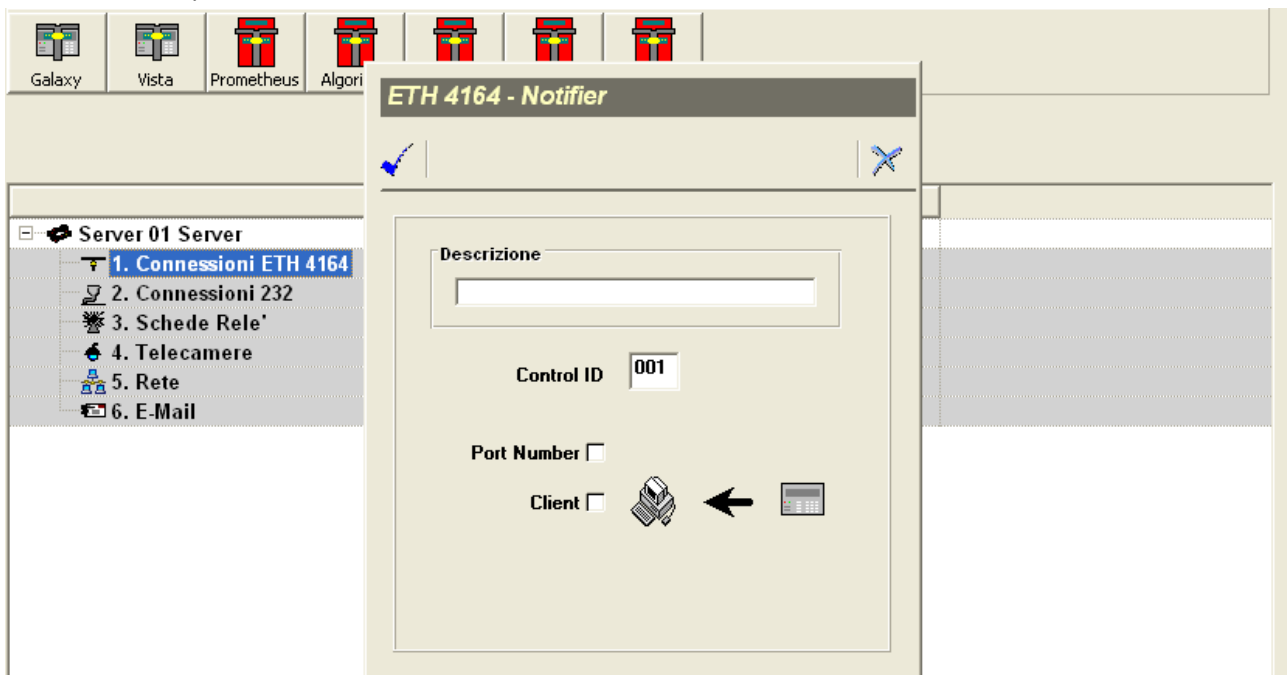 Galaxy
Vista
Prometheus
ETH 4164 - Notifier
Server 01 Server
1. Connessioni ETH 4164
2. Connessioni 232
3. Schede Rele'
4. Telecamere
5. Rete
6. E-Mail
Descrizione
Control ID 001
Port Number
Client